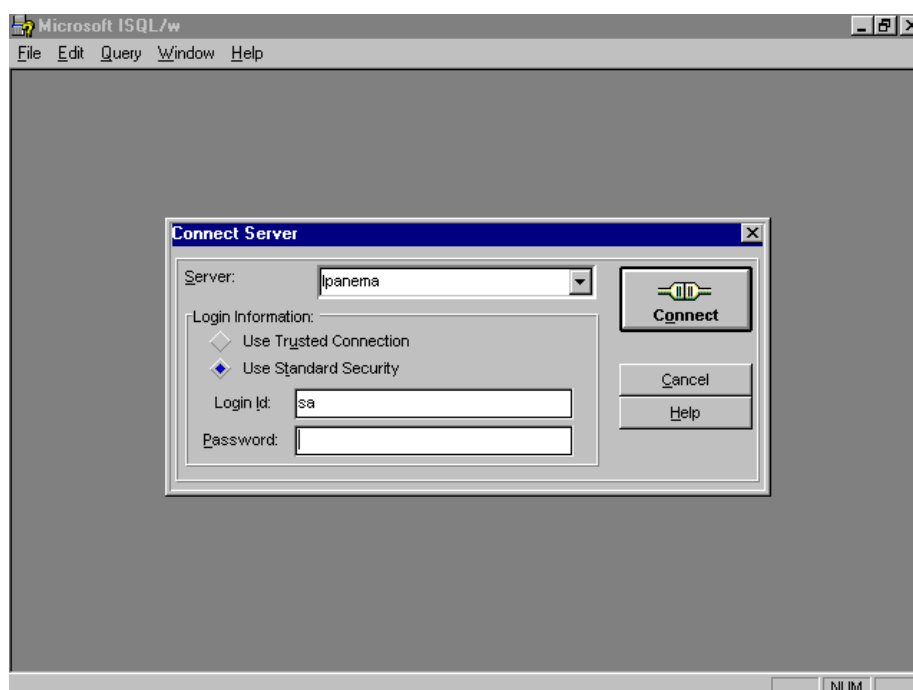 Microsoft ISQL/w
File Edit Query Window Help
Connect Server
Server: Ipanema
Connect
Login Information:
Use Trusted Connection
Use Standard Security
Cancel
Login Id: sa
Help
Password:
NUM